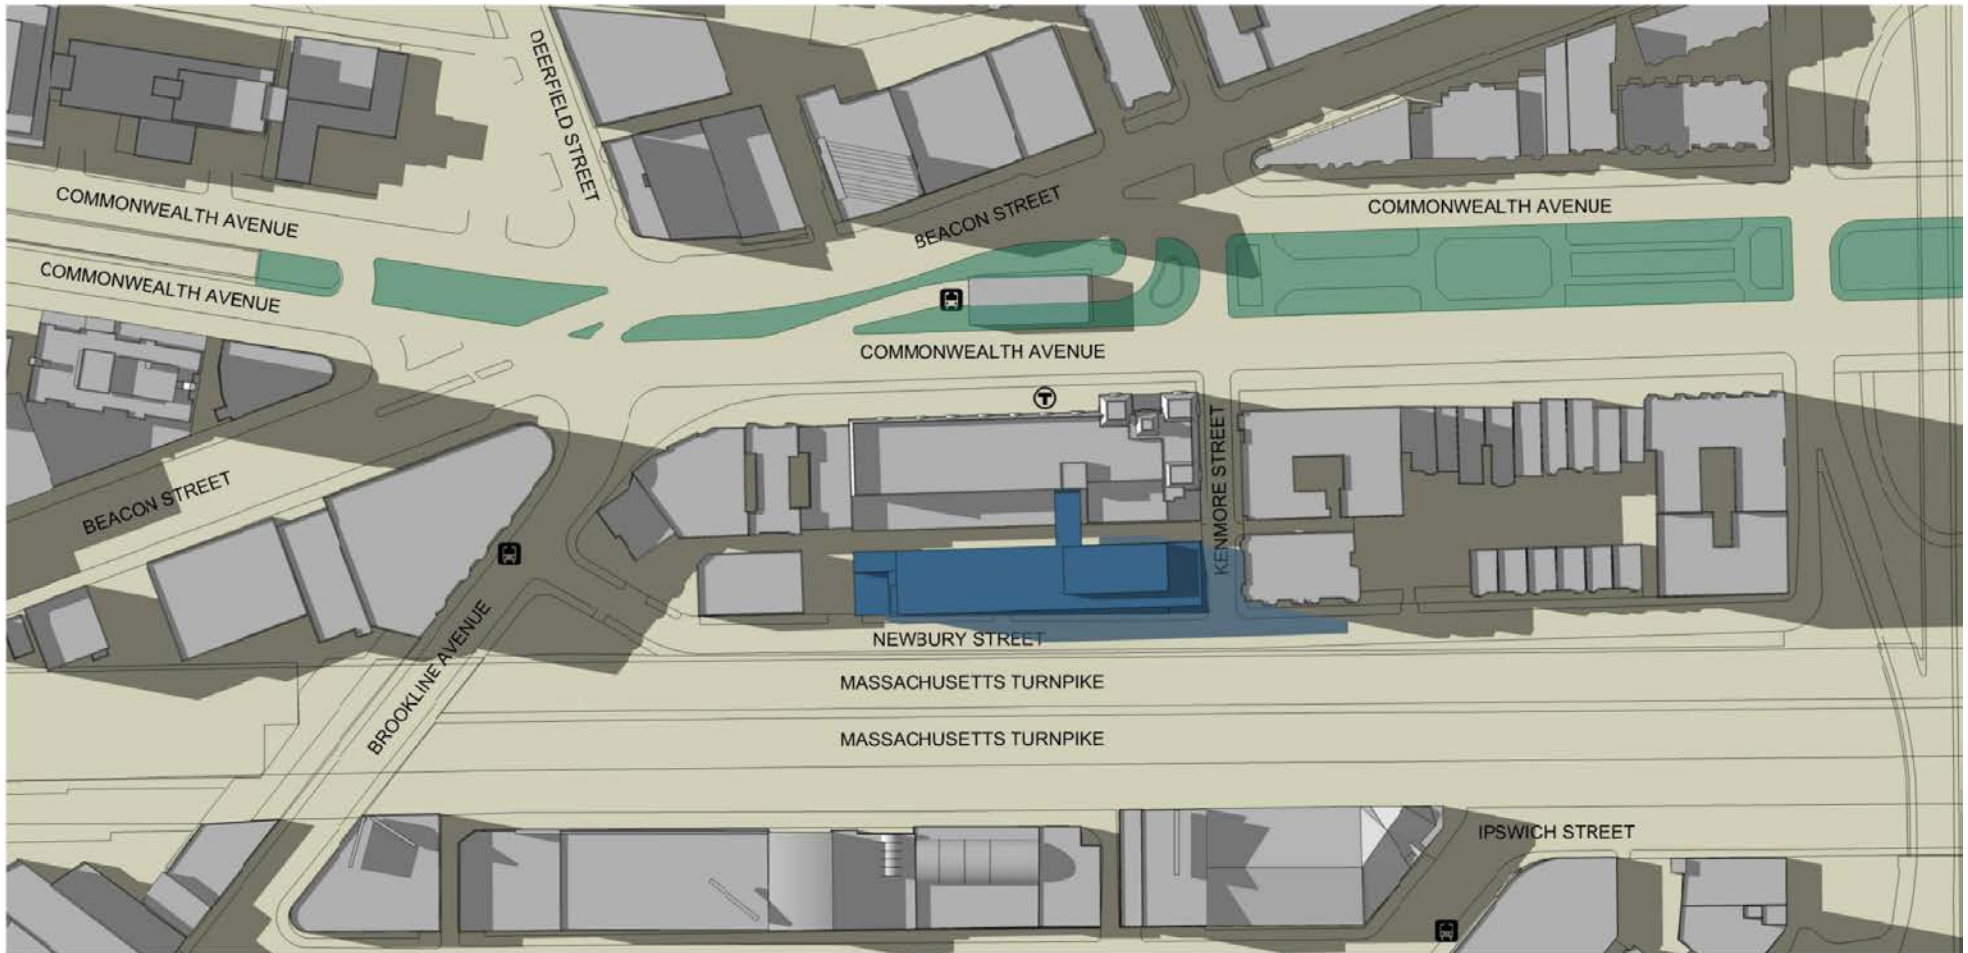 DEERFIELD STREET
COMMONWEALTH AVENUE
COMMONWEALTH AVENUE
BEACON STREET
COMMONWEALTH AVENUE
COMMONWEALTH AVENUE
T
KENMORE STREET
BEACON STREET
BROOKLINE AVENUE
NEWBURY STREET
MASSACHUSETTS TURNPIKE
MASSACHUSETTS TURNPIKE
IPSWICH STREET